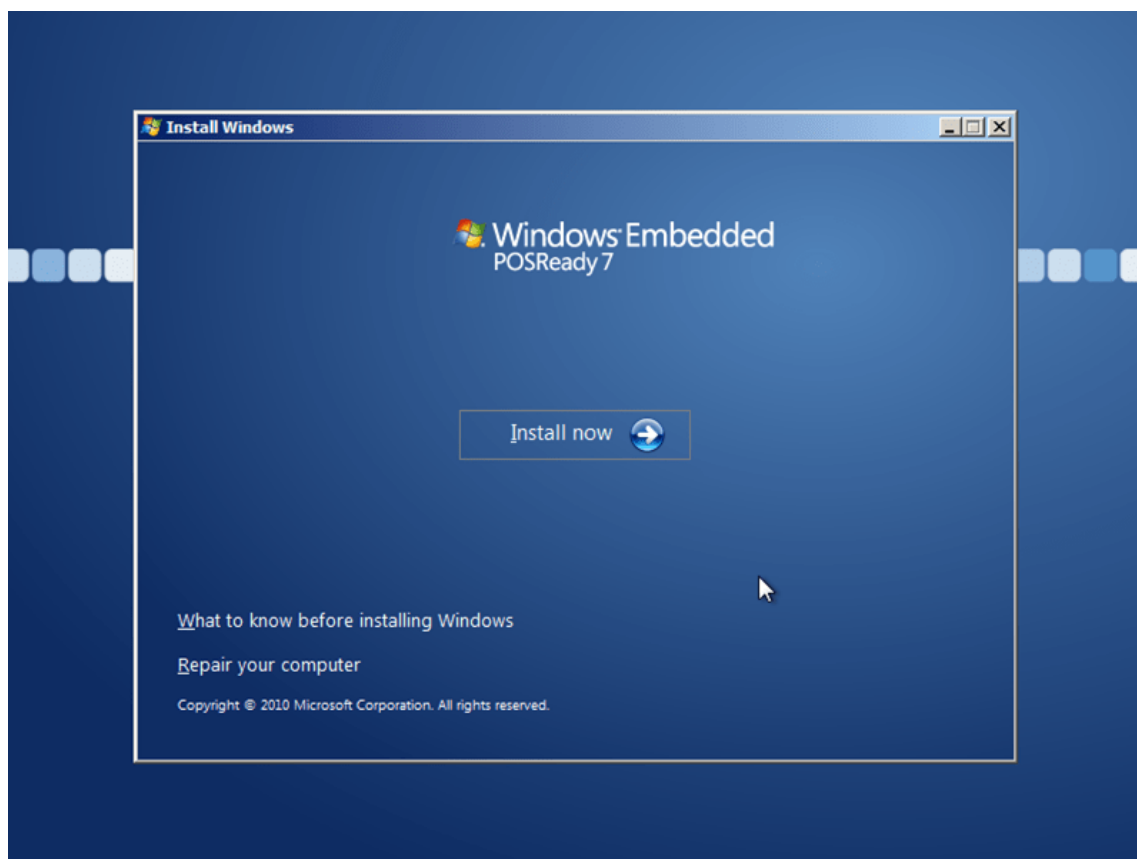 Install Windows
Windows Embedded
POSReady 7
Install now
What to know before installing Windows
Repair your computer
Copyright © 2010 Microsoft Corporation. All rights reserved.